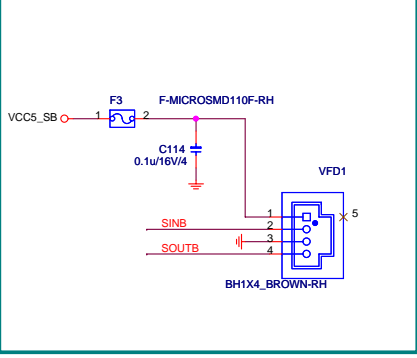 F3 F-MICROSMD110F-RH
VCC5_SB 1 2
C114
0.1u/16V/4
VFD1
1 5
SINB 2
3
SOUTB 4
BH1X4_BROWN-RH